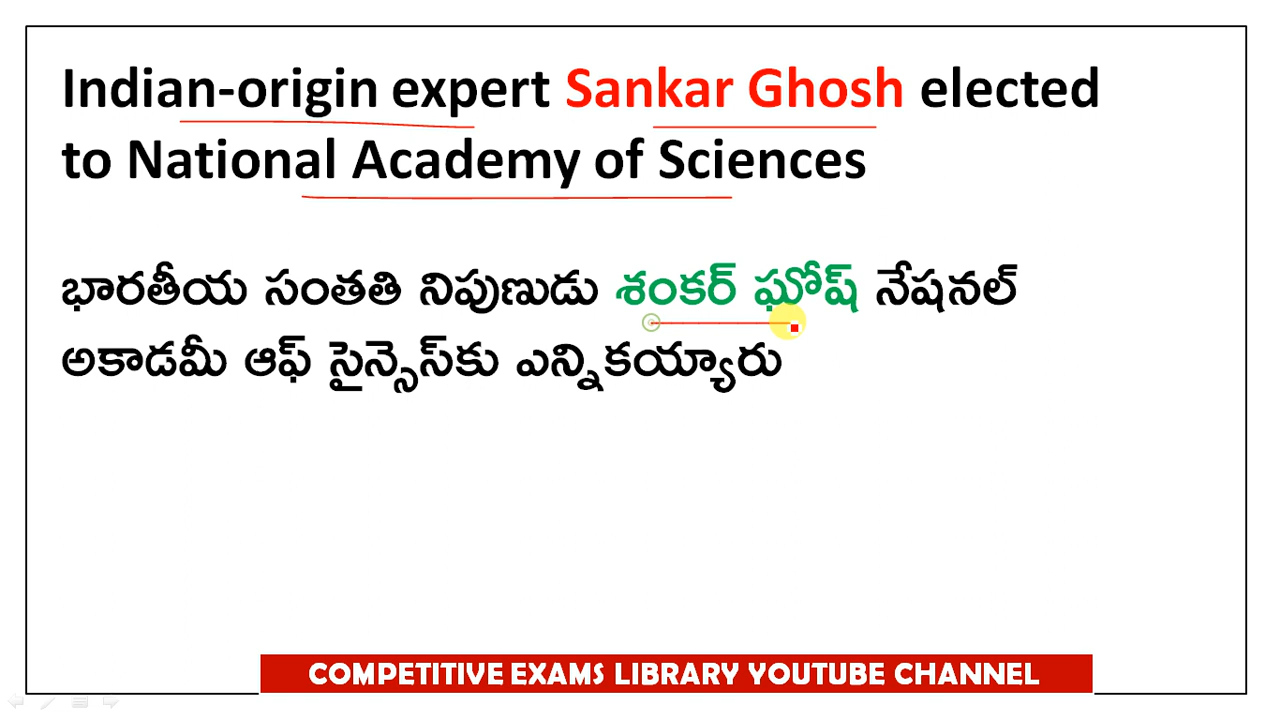 Indian-origin expert Sankar Ghosh elected
to National Academy of Sciences
భారతీయ సంతతి నిపుణుడు శంకర్ ఘోష్ నేషనల్
అకాడమీ ఆఫ్ సైన్సెస్‌కు ఎన్నికయ్యారు
COMPETITIVE EXAMS LIBRARY YOUTUBE CHANNEL